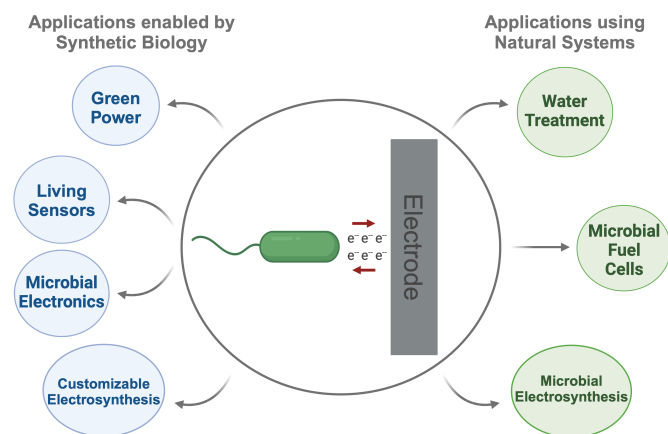 Applications enabled by
Synthetic Biology
Applications using
Natural Systems
Green
Power
Living
Sensors
Microbial
Electronics
Customizable
Electrosynthesis
e⁻ e⁻ e⁻
e⁻ e⁻ e⁻
Electrode
Water
Treatment
Microbial
Fuel
Cells
Microbial
Electrosynthesis